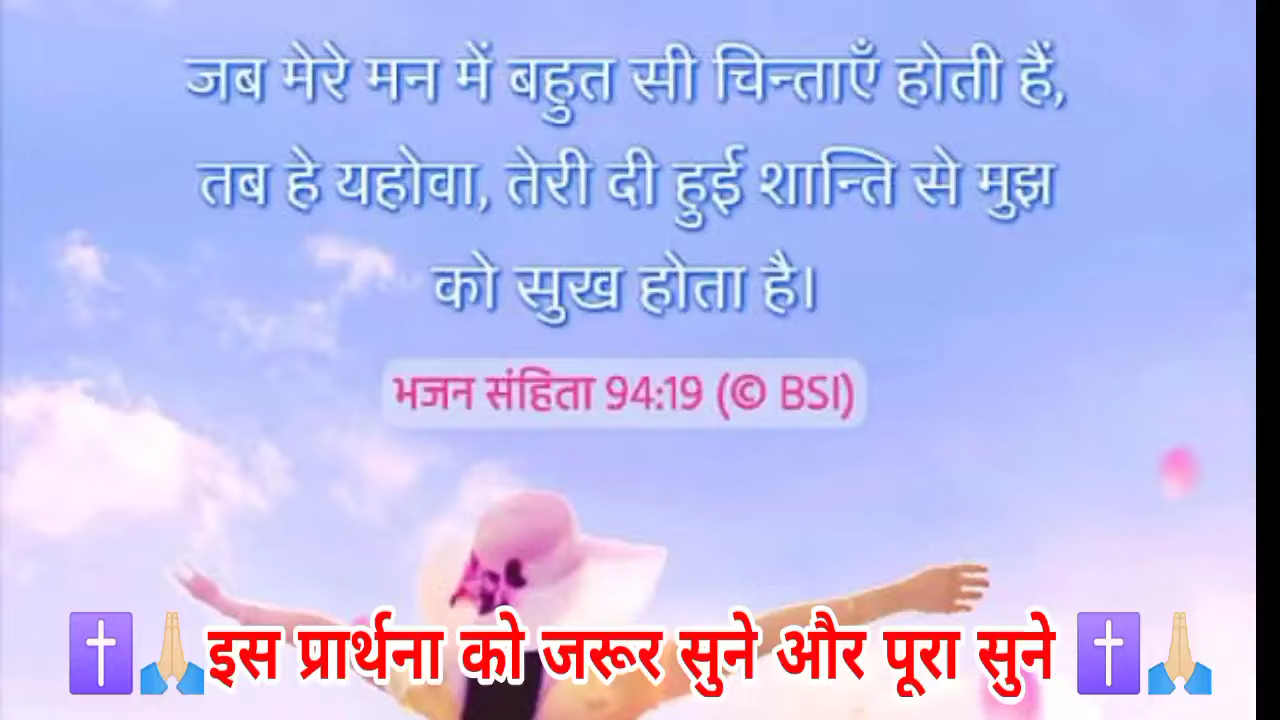 जब मेरे मन में बहुत सी चिन्ताएँ होती हैं,
तब हे यहोवा, तेरी दी हुई शान्ति से मुझ
को सुख होता है।
भजन संहिता 94:19 (© BSI)
✝️🙏इस प्रार्थना को जरूर सुने और पूरा सुने ✝️🙏